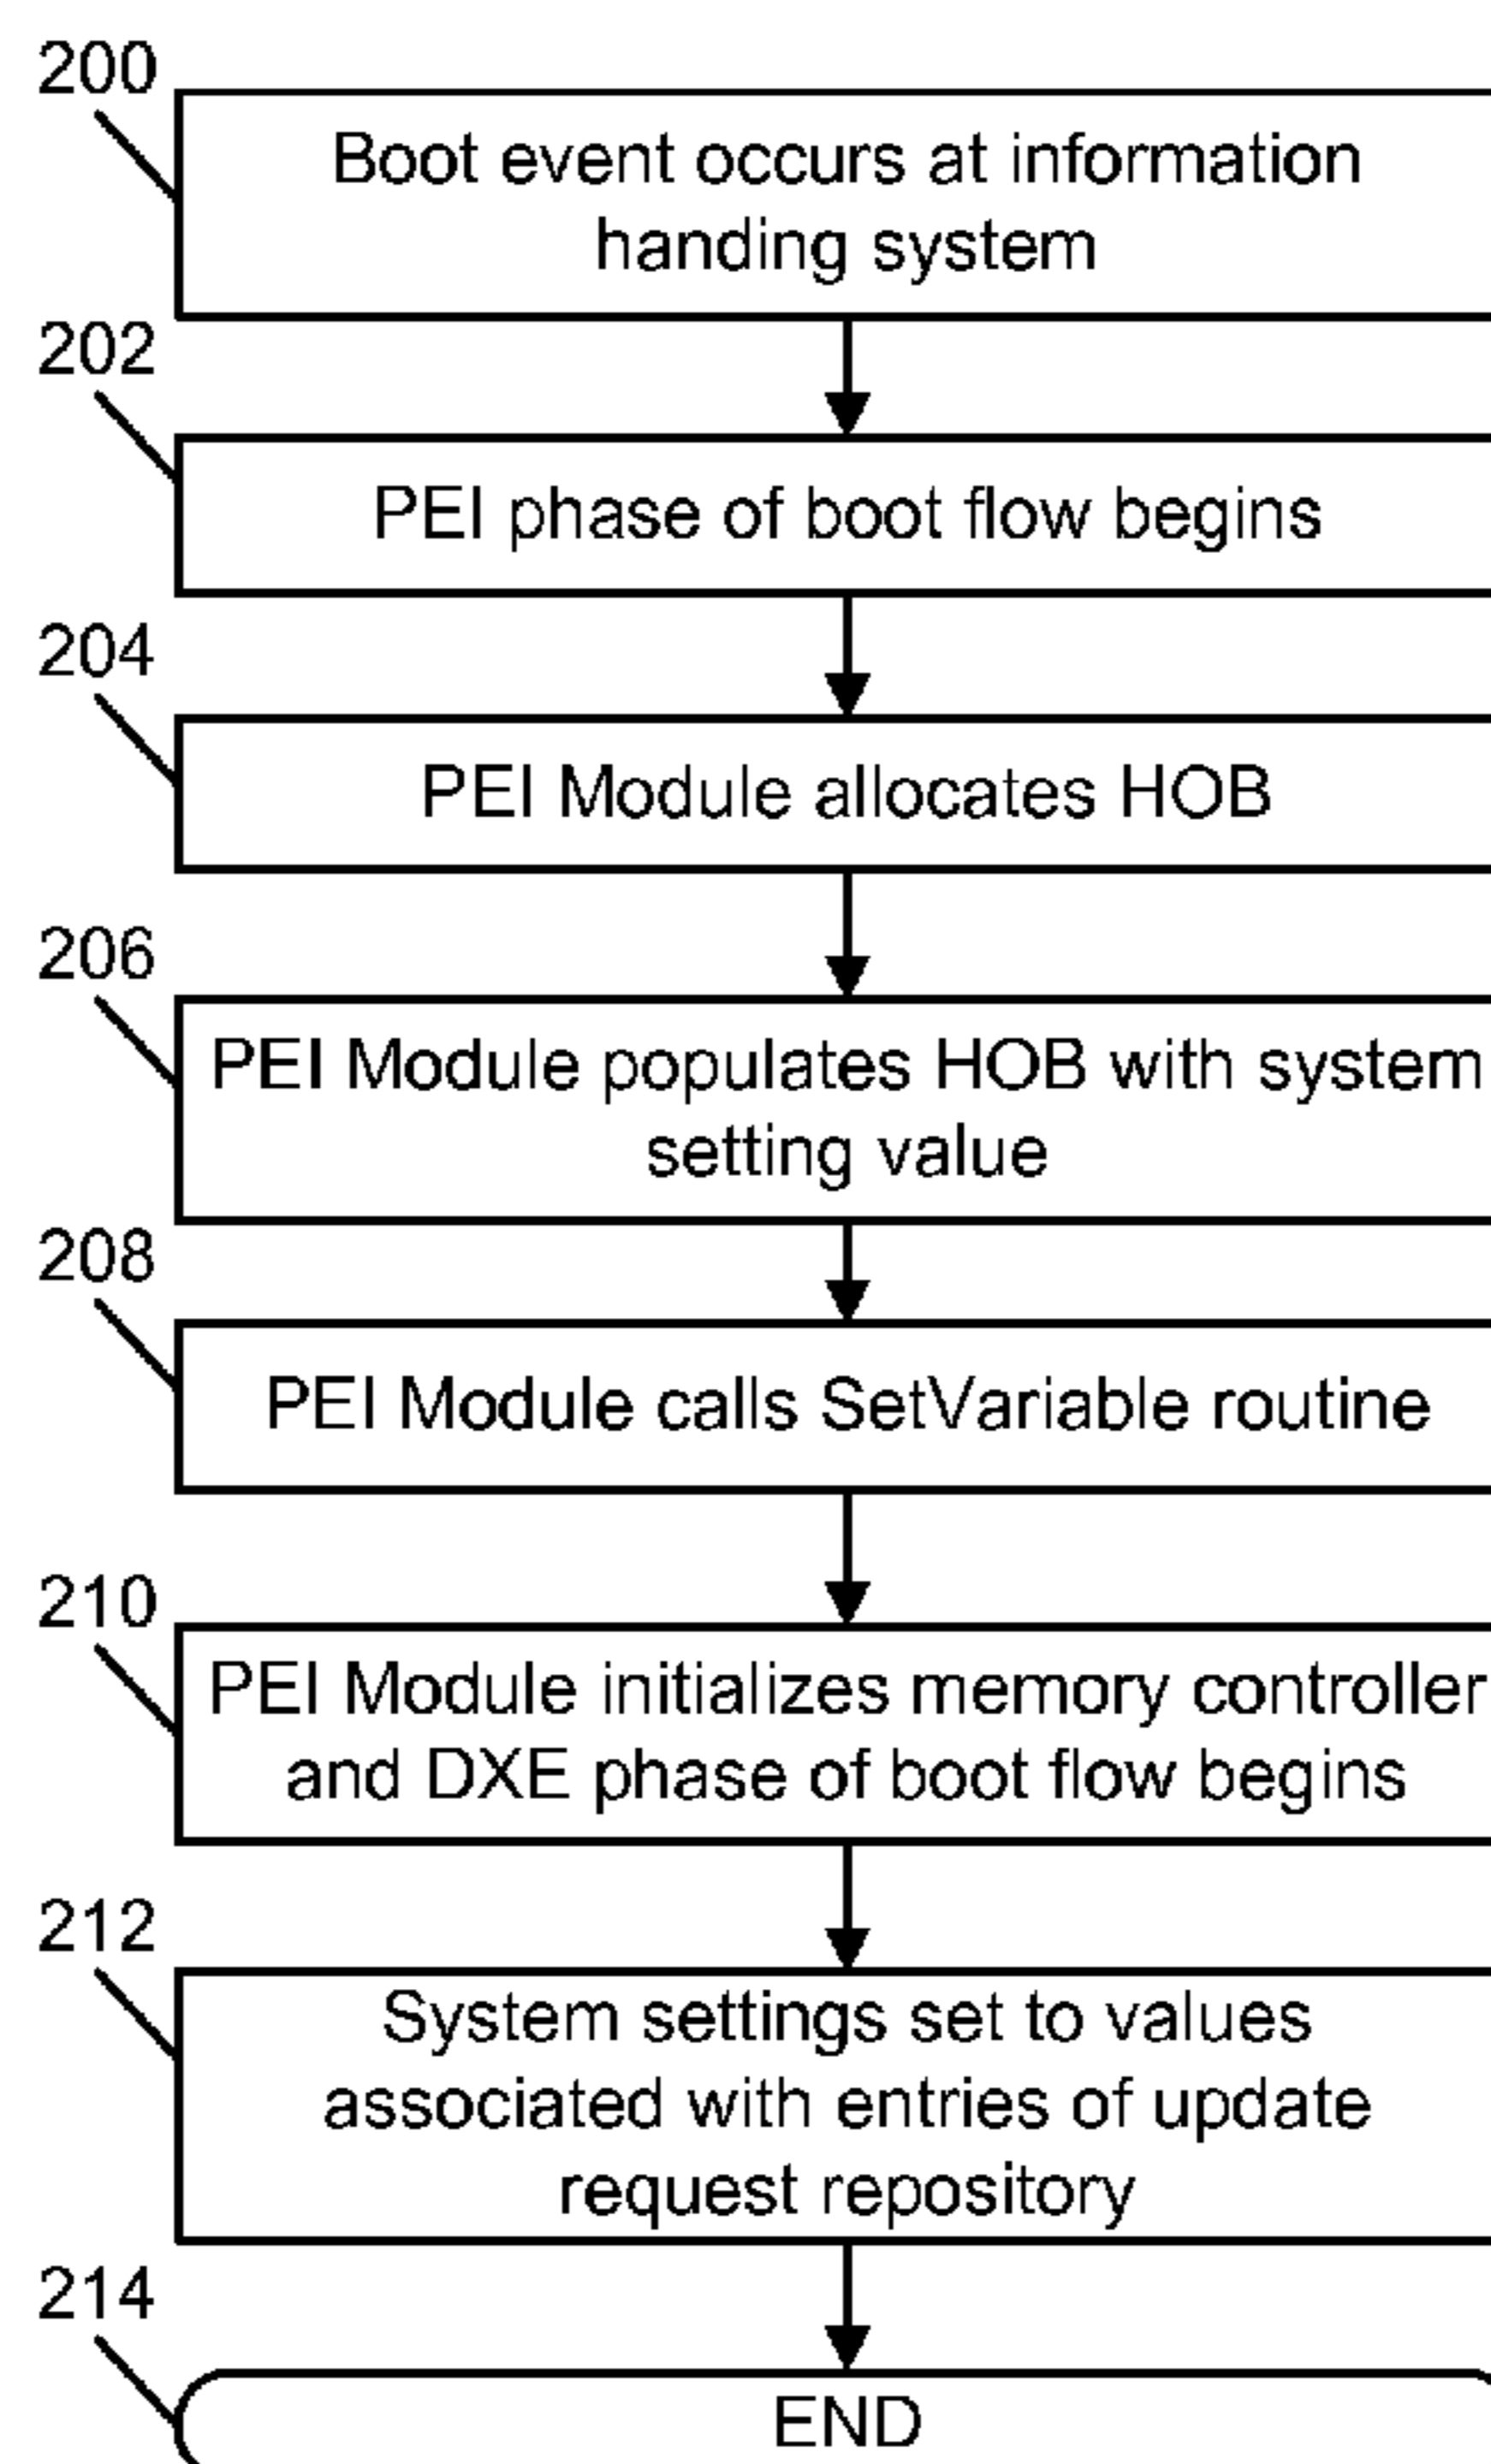 200
Boot event occurs at information
handing system
202
PEI phase of boot flow begins
204
PEI Module allocates HOB
206
PEI Module populates HOB with system
setting value
208
PEI Module calls SetVariable routine
210
PEI Module initializes memory controller
and DXE phase of boot flow begins
212
System settings set to values
associated with entries of update
request repository
214
END